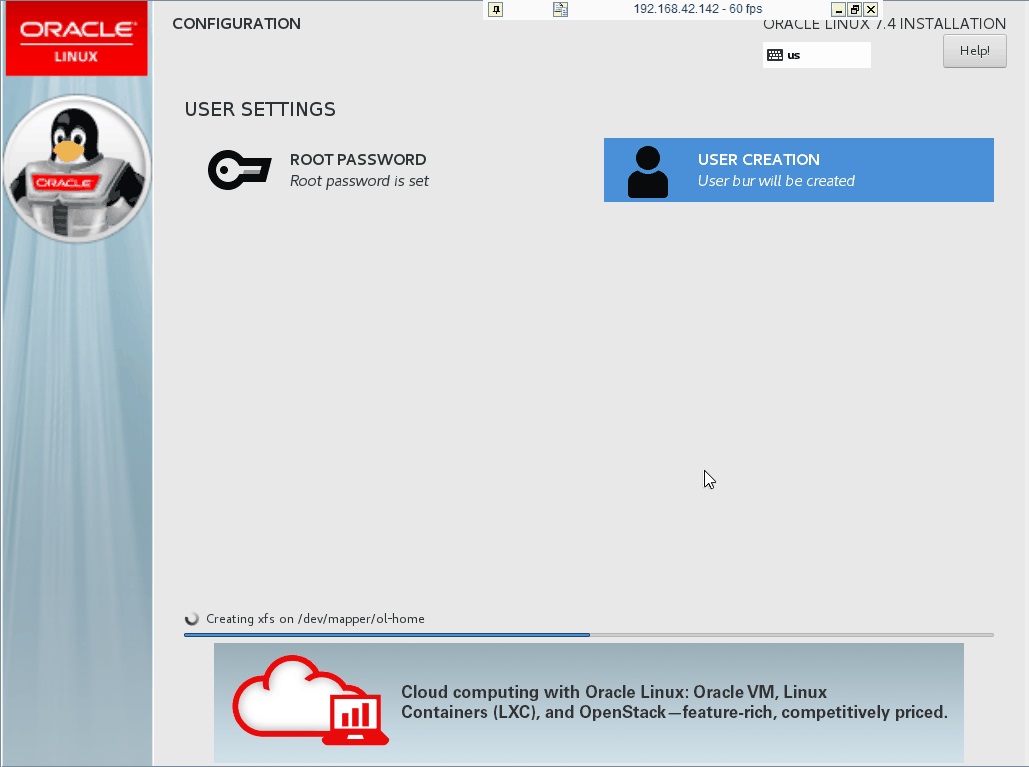 192.168.42.142 - 60 fps
ORACLE®
LINUX
CONFIGURATION
ORACLE LINUX 7.4 INSTALLATION
us
Help!
USER SETTINGS
ROOT PASSWORD
Root password is set
USER CREATION
User bur will be created
ORACLE
Creating xfs on /dev/mapper/ol-home
Cloud computing with Oracle Linux: Oracle VM, Linux
Containers (LXC), and OpenStack—feature-rich, competitively priced.